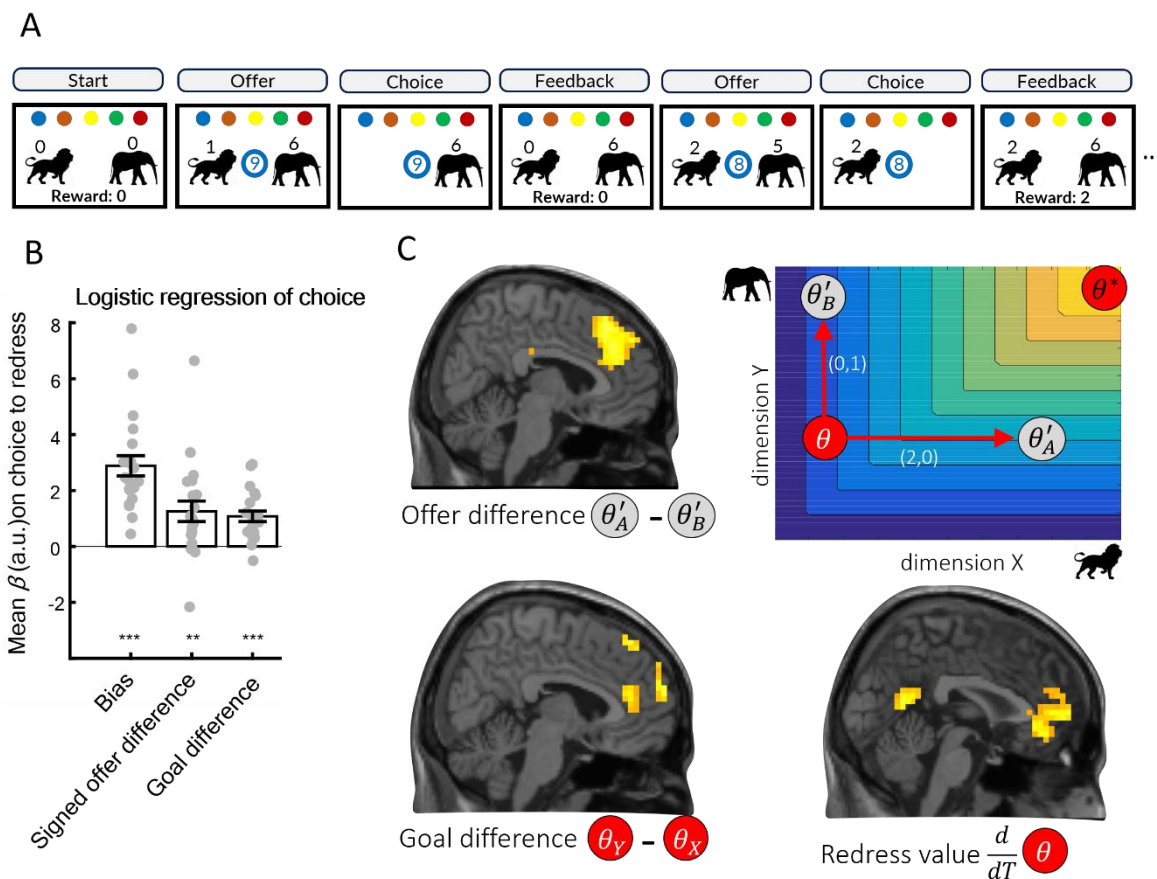 A
Start Offer Choice Feedback Offer Choice Feedback
0 0 1 6 6 0 6 2 5 2 2 6
9 9 8 8
Reward: 0 Reward: 0 Reward: 2 ..
B
Logistic regression of choice
Mean β (a.u.)on choice to redress
8
6
4
2
0
-2
*** ** ***
Bias
Signed offer difference
Goal difference
C
Offer difference θ′A - θ′B
θ′B θ*
(0,1)
θ θ′A
(2,0)
dimension Y
dimension X
Goal difference θY - θX
Redress value d/dT θ